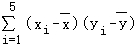 5
∑ (xᵢ-x̅)(yᵢ-y̅)
i=1